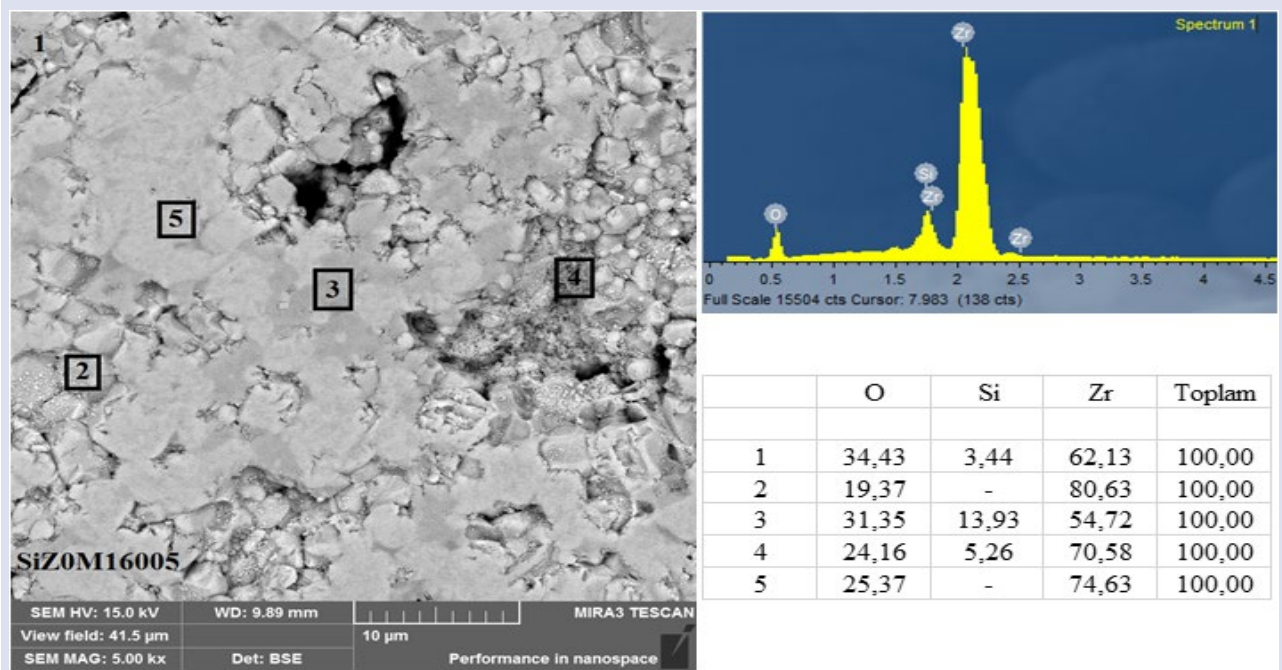 1
5
3
4
2
SiZ0M16005
SEM HV: 15.0 kV WD: 9.89 mm MIRA3 TESCAN
View field: 41.5 µm 10 µm
SEM MAG: 5.00 kx Det: BSE Performance in nanospace
Spectrum 1
Zr
Si
Zr
O
Zr
0 0.5 1 1.5 2 2.5 3 3.5 4 4.5
Full Scale 15504 cts Cursor: 7.983 (138 cts)
O Si Zr Toplam
1 34,43 3,44 62,13 100,00
2 19,37 - 80,63 100,00
3 31,35 13,93 54,72 100,00
4 24,16 5,26 70,58 100,00
5 25,37 - 74,63 100,00